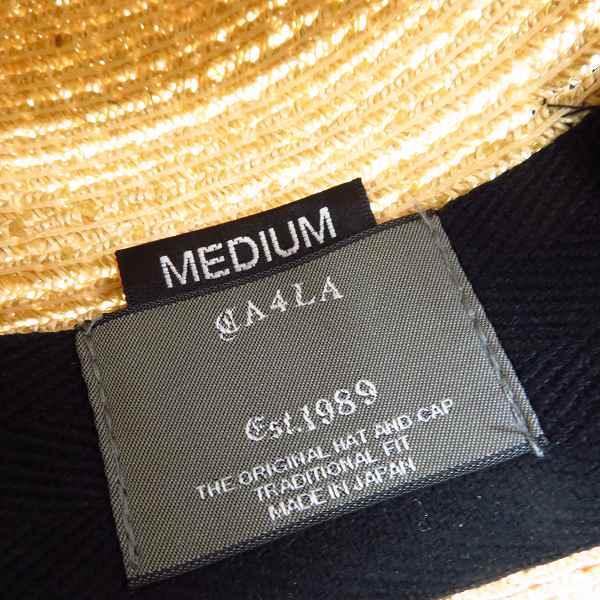 MEDIUM
CA4LA
Est.1989
THE ORIGINAL HAT AND CAP
TRADITIONAL FIT
MADE IN JAPAN